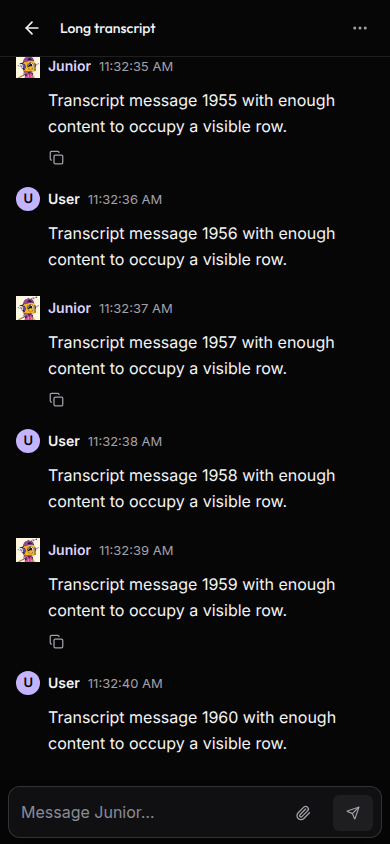 Long transcript
Junior 11:32:35 AM
Transcript message 1955 with enough
content to occupy a visible row.
U User 11:32:36 AM
Transcript message 1956 with enough
content to occupy a visible row.
Junior 11:32:37 AM
Transcript message 1957 with enough
content to occupy a visible row.
U User 11:32:38 AM
Transcript message 1958 with enough
content to occupy a visible row.
Junior 11:32:39 AM
Transcript message 1959 with enough
content to occupy a visible row.
U User 11:32:40 AM
Transcript message 1960 with enough
content to occupy a visible row.
Message Junior...